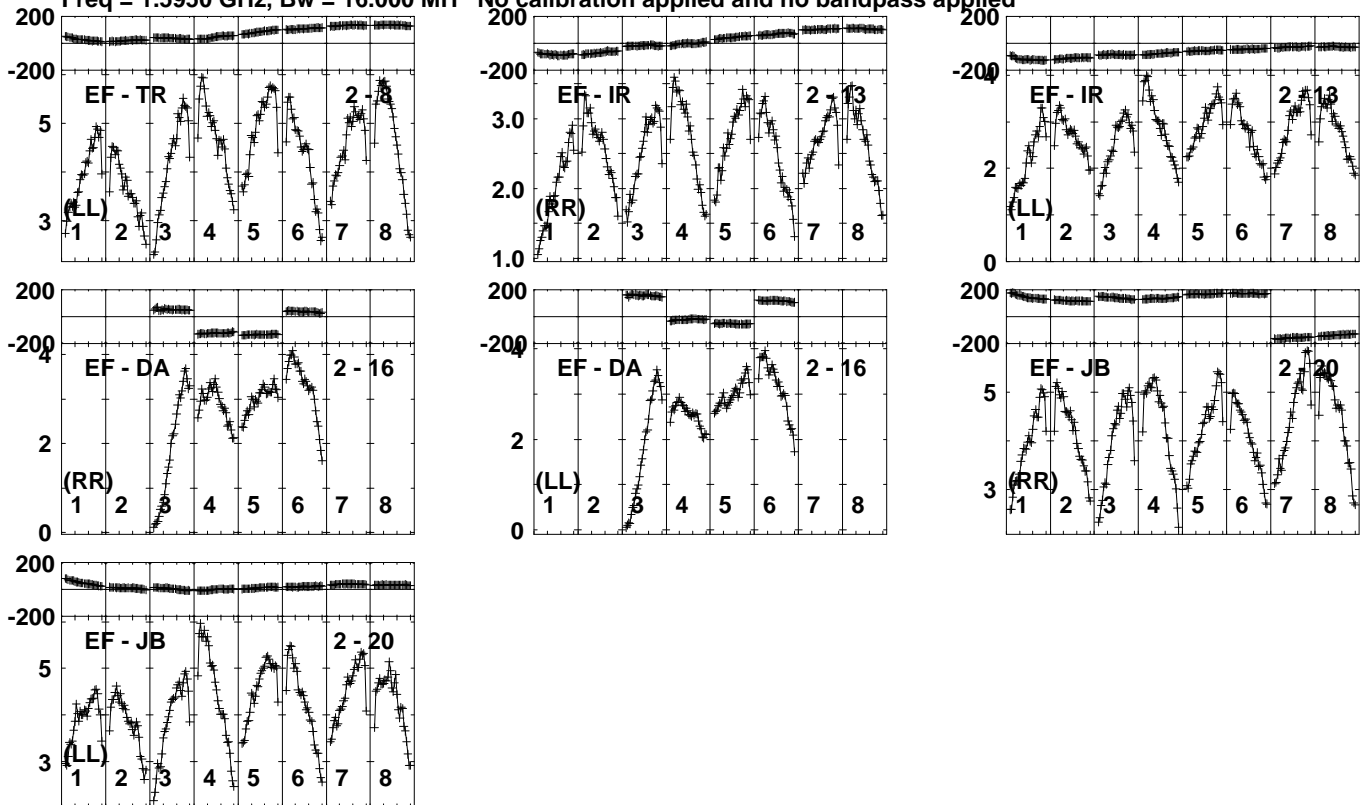 Freq = 1.5950 GHz, Bw = 16.000 MH No calibration applied and no bandpass applied
200
-200
EF - TR 2 - 8
5
(LL)
3
1 2 3 4 5 6 7 8
200
-200
EF - IR 2 - 13
3.0
2.0
(RR)
1.0
1 2 3 4 5 6 7 8
200
-200
4
EF - IR 2 - 13
2
(LL)
0
1 2 3 4 5 6 7 8
200
-200
4
EF - DA 2 - 16
2
(RR)
0
1 2 3 4 5 6 7 8
200
-200
4
EF - DA 2 - 16
2
(LL)
0
1 2 3 4 5 6 7 8
200
-200
EF - JB 2 - 20
5
(RR)
3
1 2 3 4 5 6 7 8
200
-200
EF - JB 2 - 20
5
(LL)
3
1 2 3 4 5 6 7 8